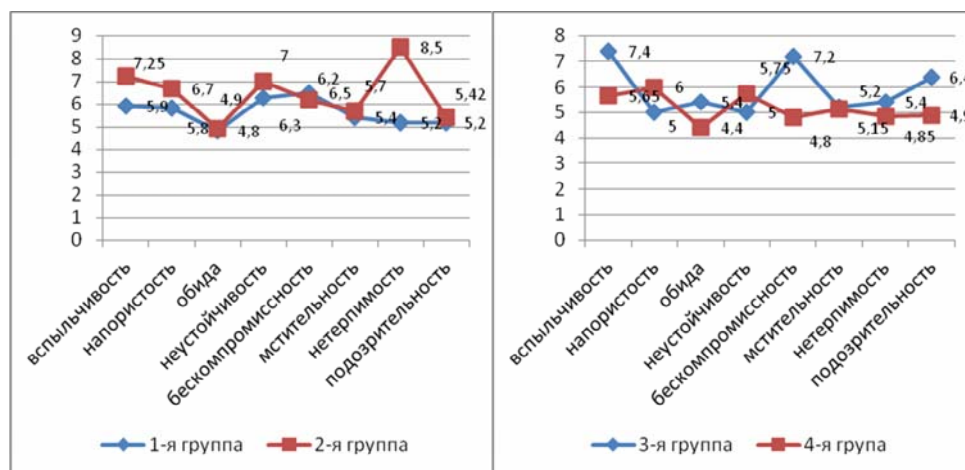 9
8
7
6
5
4
3
2
1
0
7,25
5,9
6,7
5,8
4,9
4,8
7
6,3
6,2
6,5
5,7
5,4
8,5
5,2
5,42
5,2
вспыльчивость
напористость
обида
неустойчивость
бескомпромиссность
мстительность
нетерпимость
подозрительность
1-я группа 2-я группа
8
7
6
5
4
3
2
1
0
7,4
5,65
6
5
5,4
4,4
5,75
5
7,2
4,8
5,2
5,15
5,4
4,85
6,4
4,9
вспыльчивость
напористость
обида
неустойчивость
бескомпромиссность
мстительность
нетерпимость
подозрительность
3-я группа 4-я група